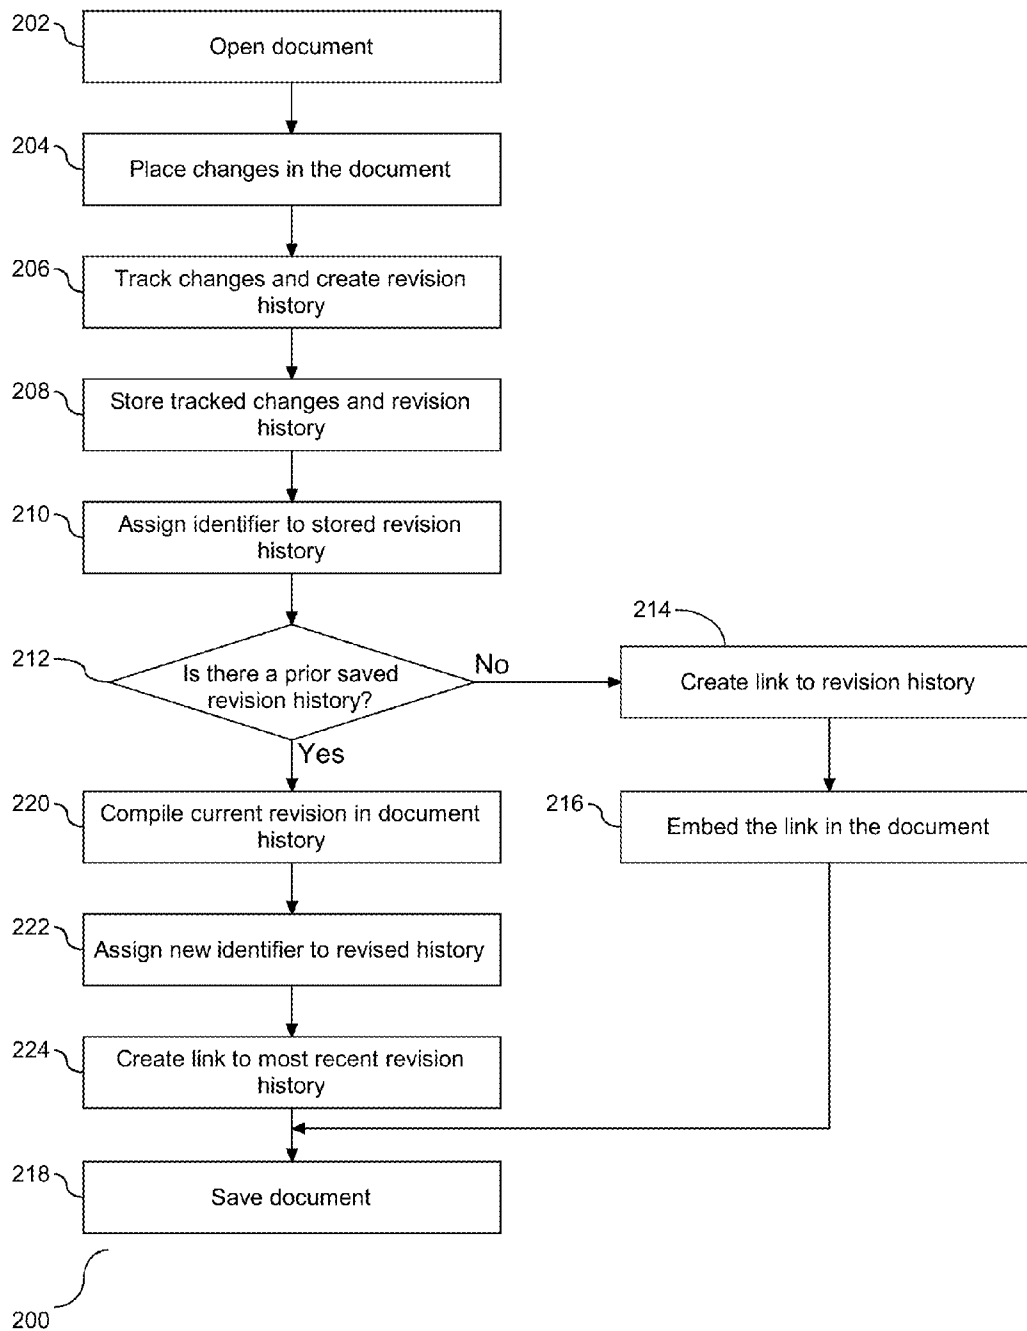 202
Open document
204
Place changes in the document
206
Track changes and create revision
history
208
Store tracked changes and revision
history
210
Assign identifier to stored revision
history
212
Is there a prior saved
revision history?
No
214
Create link to revision history
Yes
216
Embed the link in the document
220
Compile current revision in document
history
222
Assign new identifier to revised history
224
Create link to most recent revision
history
218
Save document
200